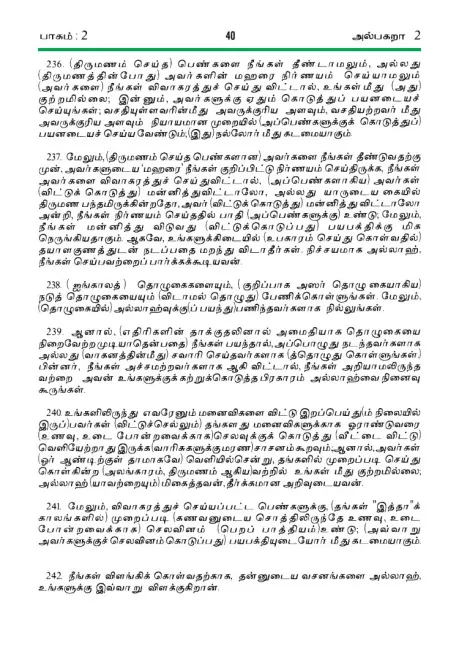 பாகம் : 2 40 அல்பகறா 2
236. (திருமணம் செய்த) பெண்களை நீங்கள் தீண்டாமலும், அல்லது
(திருமணத்தின்போது) அவர்களின் மஹரை நிர்ணயம் செய்யாமலும்
(அவர்களை) நீங்கள் விவாகரத்துச் செய்து விட்டால், உங்கள்மீது (அது)
குற்றமில்லை; இன்னும், அவர்களுக்கு ஏதும் கொடுத்துப் பயனடையச்
செய்யுங்கள்; வசதியுள்ளவரின்மீது அவருக்குரிய அளவும், வசதியற்றவர் மீது
அவருக்குரிய அளவும் நியாயமான முறையில் (அப்பெண்களுக்குக் கொடுத்துப்)
பயனடையச் செய்ய வேண்டும், (இது) நல்லோர் மீது கடமையாகும்.
237. மேலும், (திருமணம் செய்த பெண்களான) அவர்களை நீங்கள் தீண்டுவதற்கு
முன், அவர்களுடைய 'மஹரை' நீங்கள் குறிப்பிட்டு நிர்ணயம் செய்திருக்க, நீங்கள்
அவர்களை விவாகரத்துச் செய்துவிட்டால், (அப்பெண்களாகிய) அவர்கள்
(விட்டுக் கொடுத்து) மன்னித்துவிட்டாலோ, அல்லது யாருடைய கையில்
திருமண பந்தமிருக்கின்றதோ, அவர் (விட்டுக் கொடுத்து) மன்னித்து விட்டாலோ
அன்றி, நீங்கள் நிர்ணயம் செய்ததில் பாதி (அப்பெண்களுக்கு) உண்டு; மேலும்,
நீங்கள் மன்னித்து விடுவது (விட்டுக்கொடுப்பது) பயபக்திக்கு மிக
நெருங்கியதாகும். ஆகவே, உங்களுக்கிடையில் (உபகாரம் செய்து கொள்வதில்)
தயாளகுணத்துடன் நடப்பதை மறந்து விடாதீர்கள். நிச்சயமாக அல்லாஹ்,
நீங்கள் செய்பவற்றைப் பார்க்கக்கூடியவன்.
238. ( ஐங்காலத் ) தொழுகைகளையும், (குறிப்பாக அஸர் தொழுகையாகிய)
நடுத் தொழுகையையும் (விடாமல் தொழுது) பேணிக்கொள்ளுங்கள். மேலும்,
(தொழுகையில்) அல்லாஹ்வுக்குப் பயந்து)பணிந்தவர்களாக நில்லுங்கள்.
239. ஆனால், (எதிரிகளின் தாக்குதலினால் அமைதியாக தொழுகையை
நிறைவேற்றமுடியாதென்பதை) நீங்கள் பயந்தால், அப்பொழுது நடந்தவர்களாக
அல்லது (வாகனத்தின்மீது) சவாரி செய்தவர்களாக (த்தொழுது கொள்ளுங்கள்.)
பின்னர், நீங்கள் அச்சமற்றவர்களாக ஆகி விட்டால், நீங்கள் அறியாமலிருந்த
வற்றை அவன் உங்களுக்குக் கற்றுக்கொடுத்த பிரகாரம் அல்லாஹ்வை நினைவு
கூருங்கள்.
240. உங்களிலிருந்து எவரேனும் மனைவிகளை விட்டு இறப்பெய்து(ம் நிலையில்
இருப்)பவர்கள் (விட்டுச்செல்லும்) தங்களது மனைவிகளுக்காக ஓராண்டுவரை
(உணவு, உடை போன்றவைக்காக)செலவுக்குக் கொடுத்து (வீட்டை விட்டு)
வெளியேற்றாது இருக்க (வாரிசுகளுக்கு மரண)சாசனம் கூறவும்; ஆனால், அவர்கள்
(ஓர் ஆண்டிற்குள் தாமாகவே) வெளியில்சென்று, தங்களில் முறைப்படி செய்து
கொள்கின்ற (அலங்காரம், திருமணம் ஆகிய)வற்றில் உங்கள் மீது குற்றமில்லை;
அல்லாஹ் (யாவற்றையும்) மிகைத்தவன், தீர்க்கமான அறிவுடையவன்.
241. மேலும், விவாகரத்துச் செய்யப்பட்ட பெண்களுக்கு, (தங்கள் "இத்தா"க்
காலங்களில்) முறைப்படி (கணவனுடைய சொத்திலிருந்தே உணவு, உடை
போன்றவைக்காக) செலவினம் (பெறப் பாத்தியம்)உண்டு; (அவ்வாறு
அவர்களுக்குச் செலவினம் கொடுப்பது) பயபக்தியுடையோர் மீது கடமையாகும்.
242. நீங்கள் விளங்கிக் கொள்வதற்காக, தன்னுடைய வசனங்களை அல்லாஹ்,
உங்களுக்கு இவ்வாறு விளக்குகிறான்.